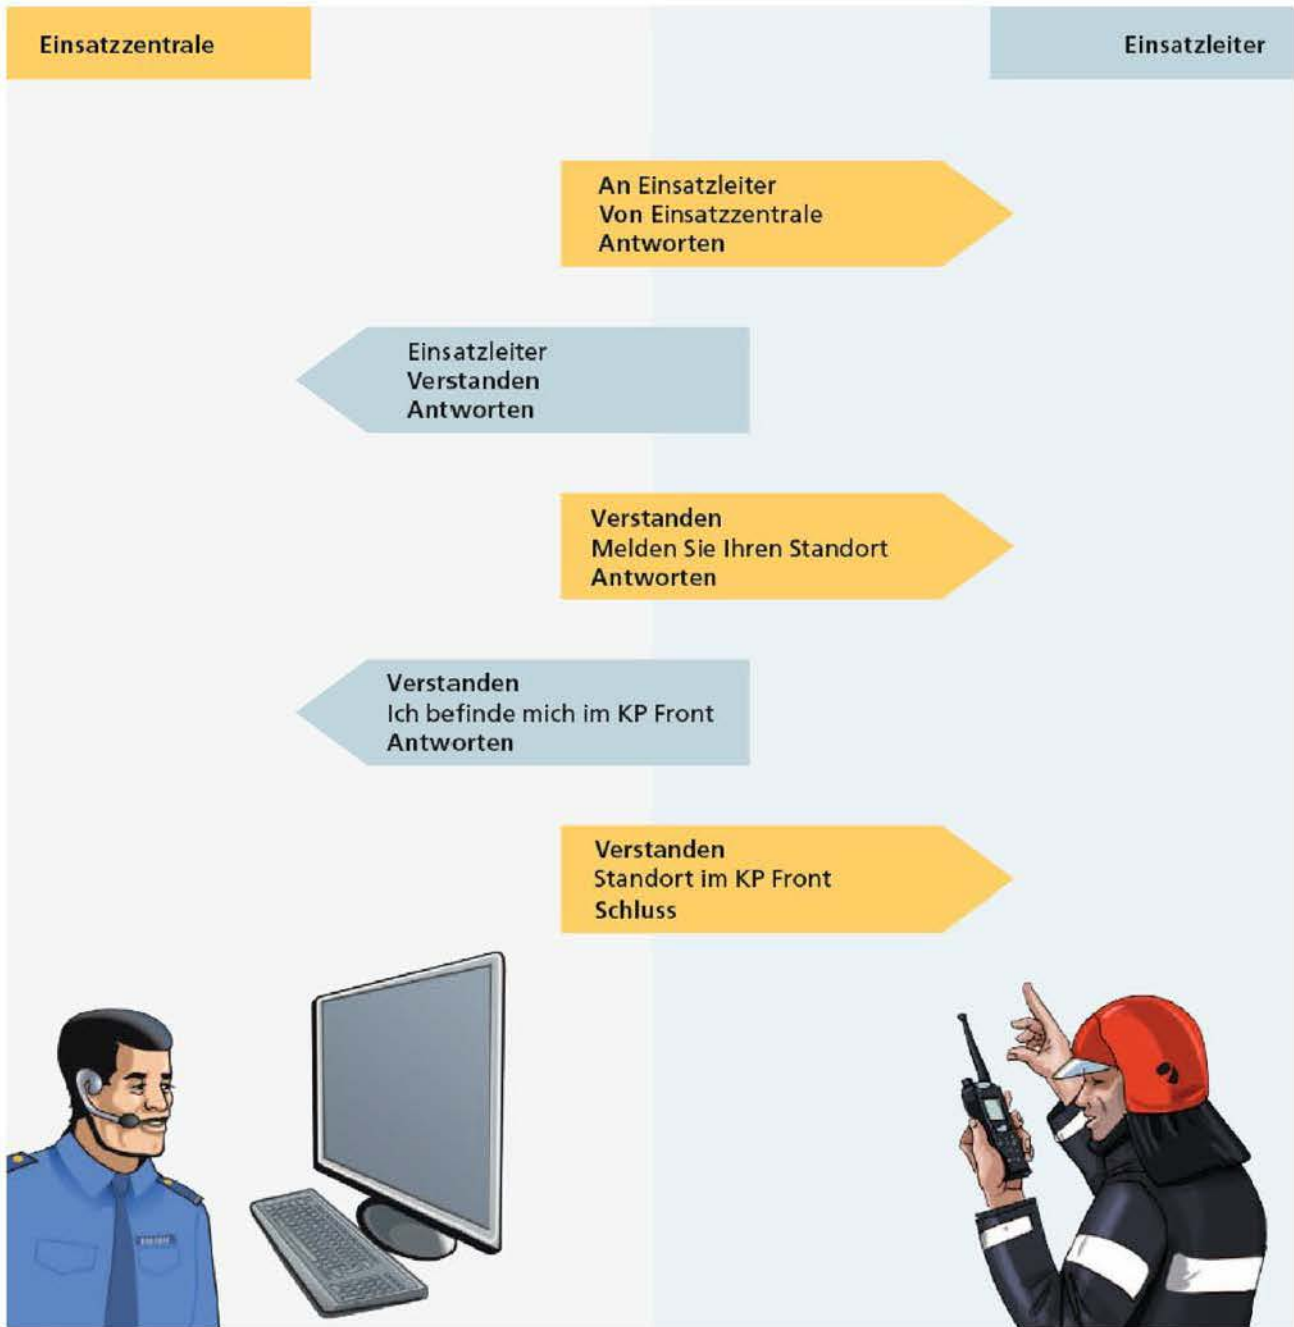 Einsatzzentrale
Einsatzleiter
An Einsatzleiter
Von Einsatzzentrale
Antworten
Einsatzleiter
Verstanden
Antworten
Verstanden
Melden Sie Ihren Standort
Antworten
Verstanden
Ich befinde mich im KP Front
Antworten
Verstanden
Standort im KP Front
Schluss